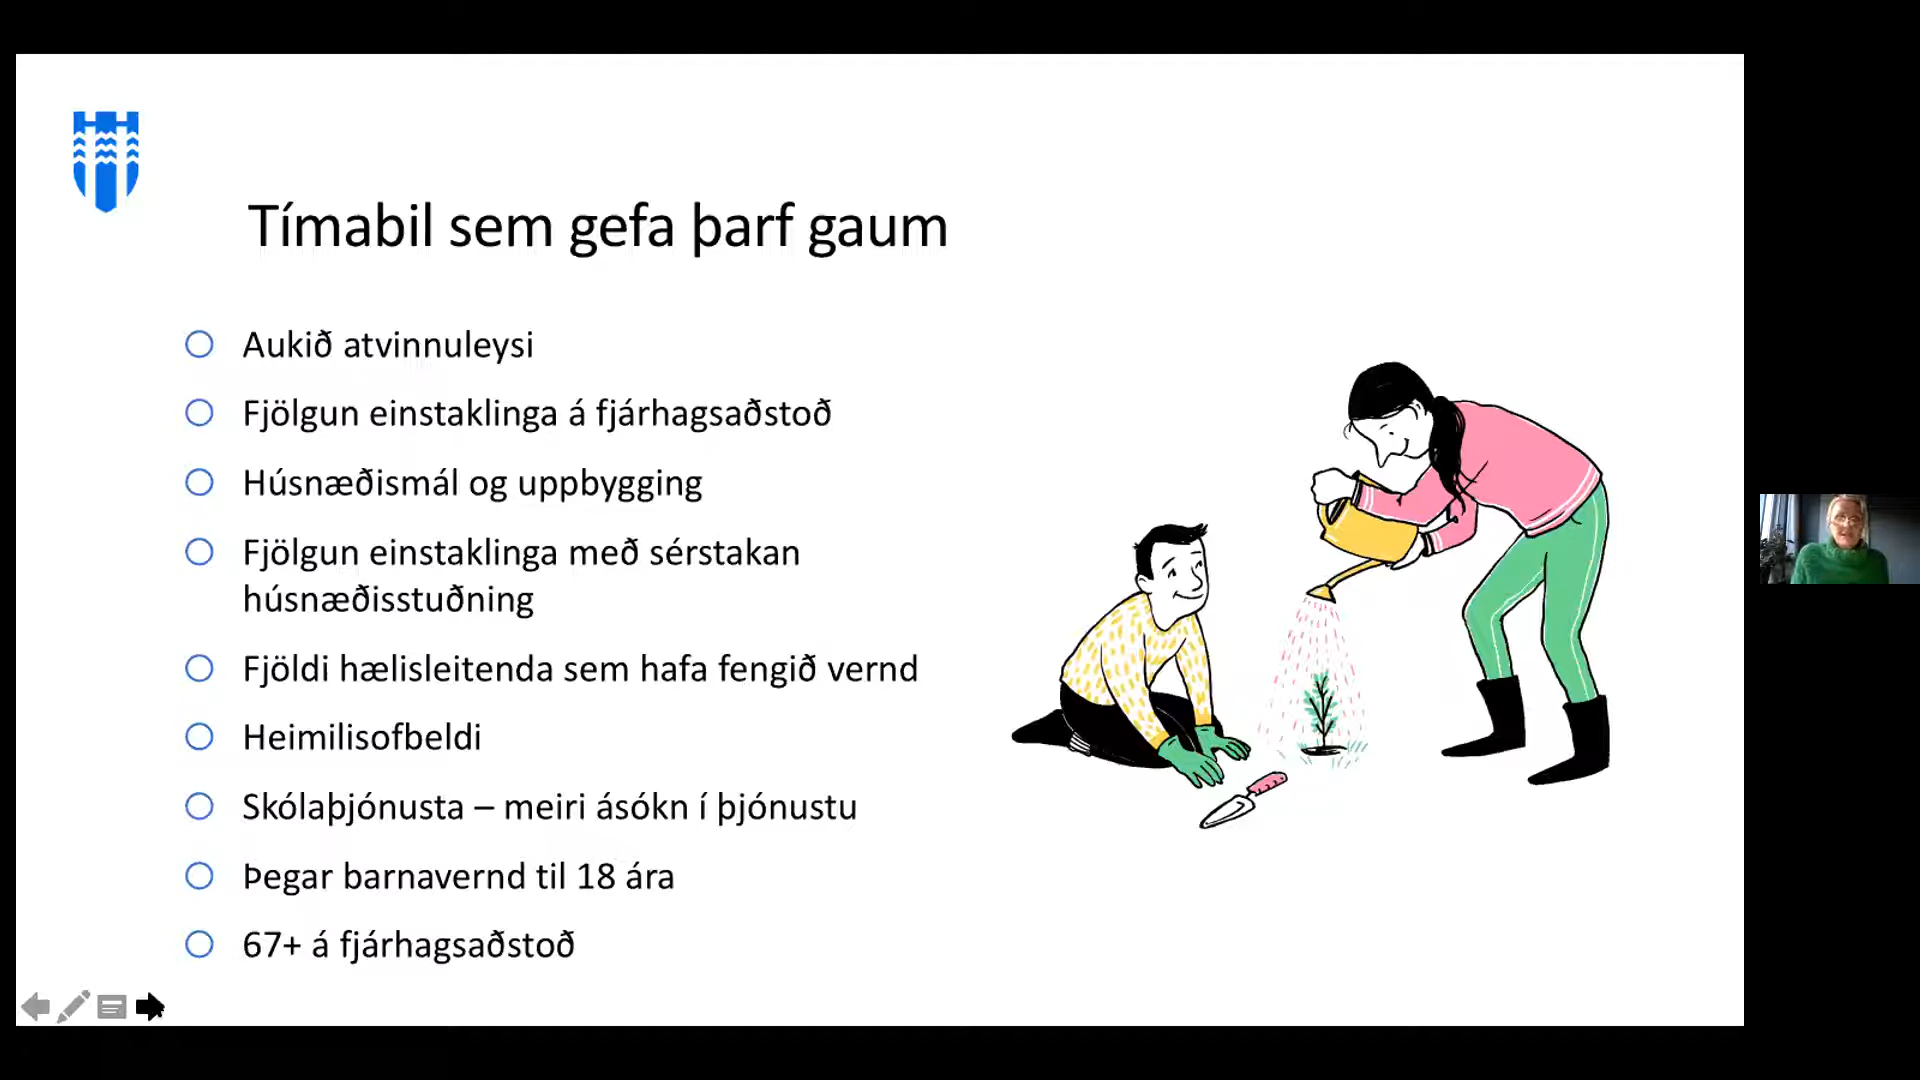 Tímabil sem gefa þarf gaum
Aukið atvinnuleysi
Fjölgun einstaklinga á fjárhagsaðstoð
Húsnæðismál og uppbygging
Fjölgun einstaklinga með sérstakan
húsnæðisstuðning
Fjöldi hælisleitenda sem hafa fengið vernd
Heimilisofbeldi
Skólaþjónusta – meiri ásókn í þjónustu
Þegar barnavernd til 18 ára
67+ á fjárhagsaðstoð